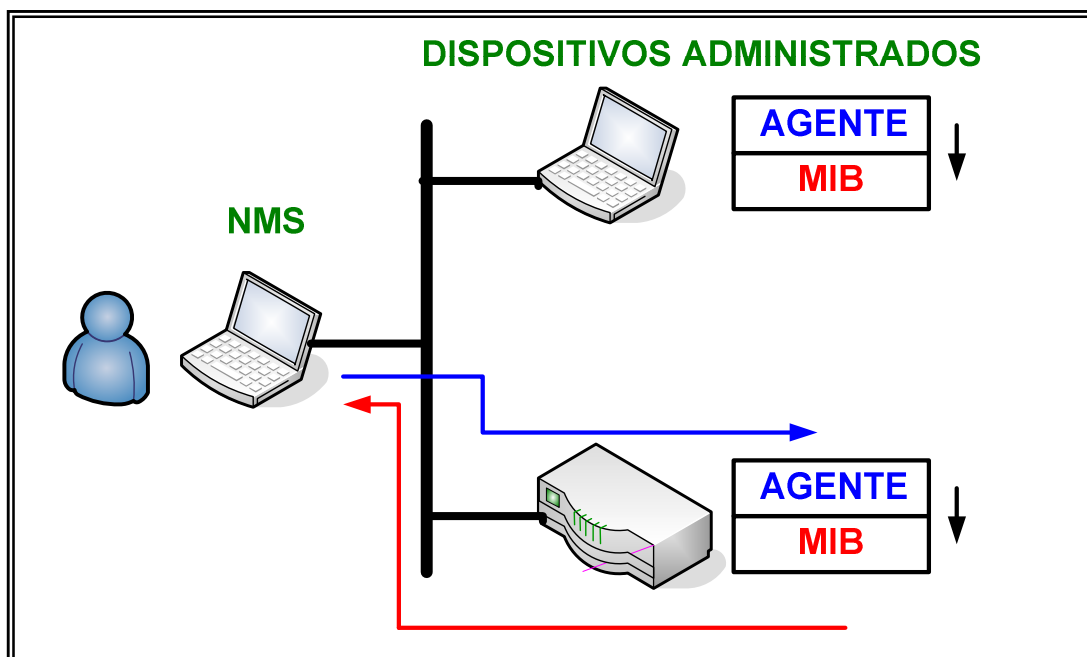 DISPOSITIVOS ADMINISTRADOS
AGENTE
MIB
NMS
AGENTE
MIB